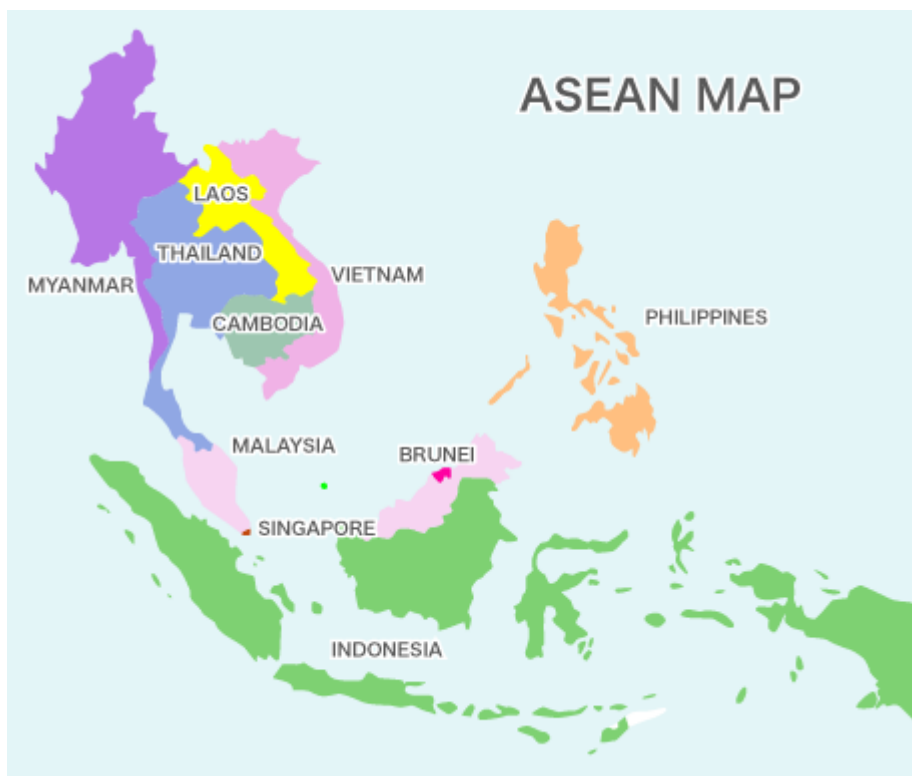 ASEAN MAP
LAOS
THAILAND
MYANMAR
VIETNAM
CAMBODIA
PHILIPPINES
MALAYSIA
BRUNEI
SINGAPORE
INDONESIA